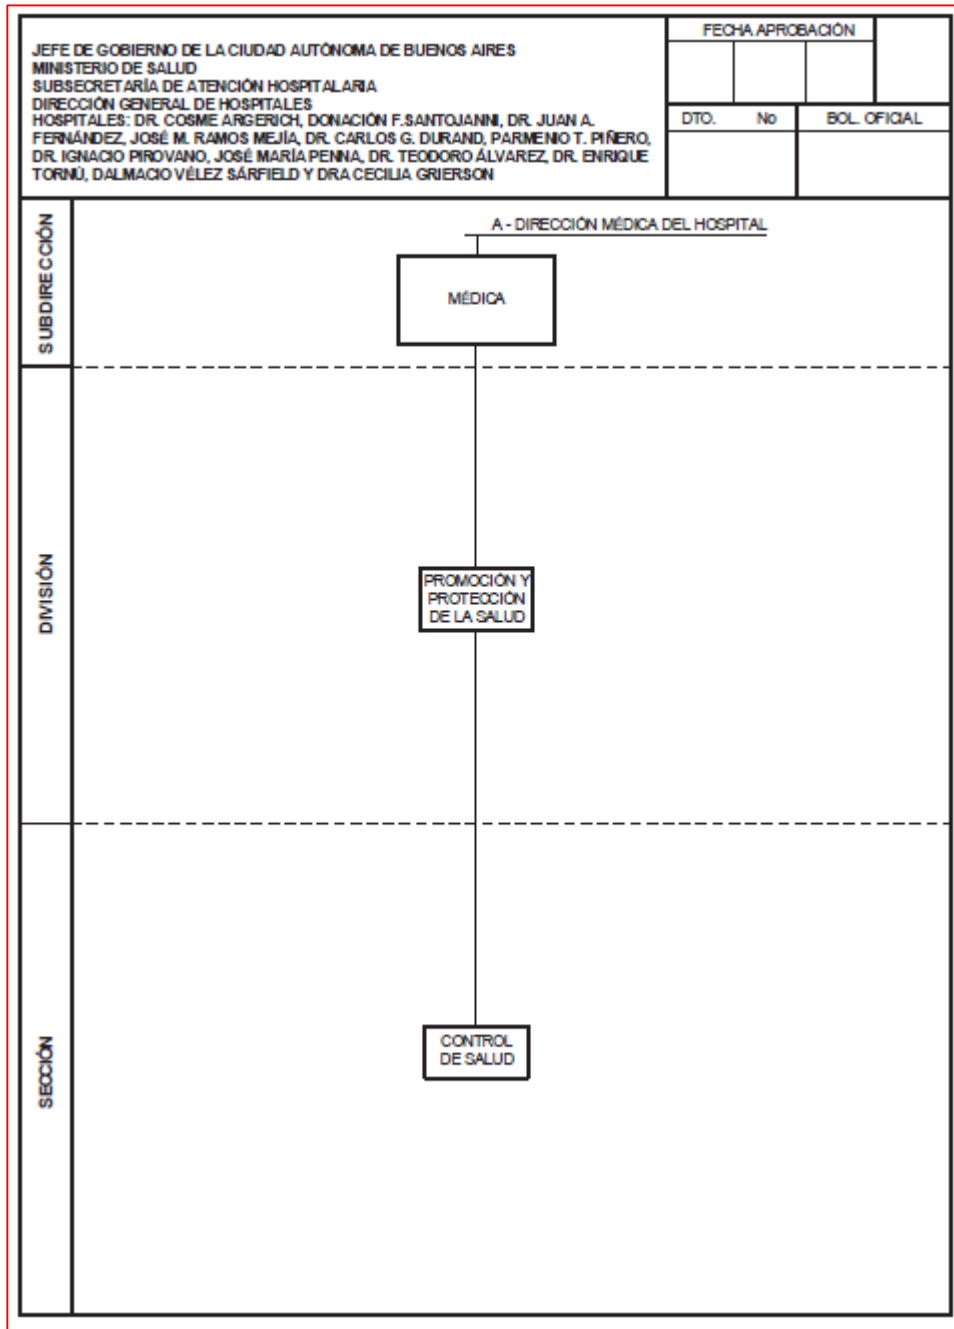 JEFE DE GOBIERNO DE LA CIUDAD AUTÓNOMA DE BUENOS AIRES
MINISTERIO DE SALUD
SUBSECRETARÍA DE ATENCIÓN HOSPITALARIA
DIRECCIÓN GENERAL DE HOSPITALES
HOSPITALES: DR. COSME ARGERICH, DONACIÓN F.SANTOJANNI, DR. JUAN A.
FERNÁNDEZ, JOSÉ M. RAMOS MEJÍA, DR. CARLOS G. DURAND, PARMENIO T. PIÑERO,
DR. IGNACIO PIROVANO, JOSÉ MARÍA PENNA, DR. TEODORO ÁLVAREZ, DR. ENRIQUE
TORNÚ, DALMACIO VÉLEZ SÁRFIELD Y DRA CECILIA GRIERSON
FECHA APROBACIÓN
DTO. No BOL. OFICIAL
SUBDIRECCIÓN
A - DIRECCIÓN MÉDICA DEL HOSPITAL
MÉDICA
DIVISIÓN
PROMOCIÓN Y
PROTECCIÓN
DE LA SALUD
SECCIÓN
CONTROL
DE SALUD